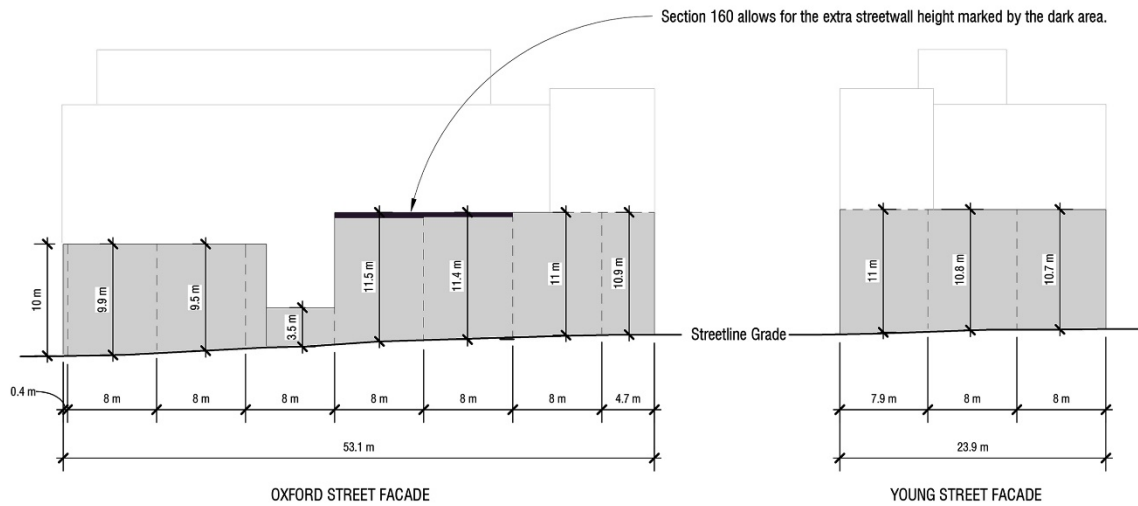 Section 160 allows for the extra streetwall height marked by the dark area.
10 m
9.9 m
9.5 m
3.5 m
11.5 m
11.4 m
11 m
10.9 m
Streetline Grade
11 m
10.8 m
10.7 m
0.4 m
8 m
8 m
8 m
8 m
8 m
8 m
4.7 m
7.9 m
8 m
8 m
53.1 m
23.9 m
OXFORD STREET FACADE
YOUNG STREET FACADE